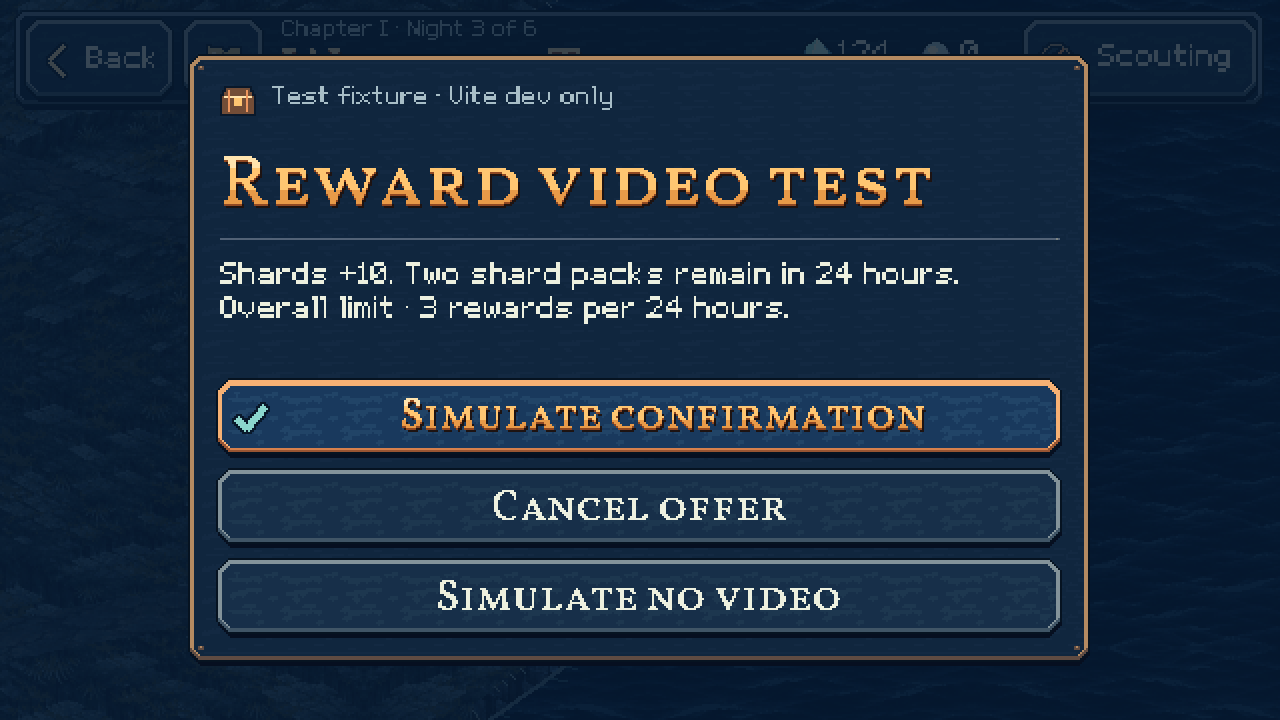 Chapter I · Night 3 of 6
Back
Scouting
Test fixture · Vite dev only
Reward video test
Shards +10. Two shard packs remain in 24 hours.
Overall limit · 3 rewards per 24 hours.
Simulate confirmation
Cancel offer
Simulate no video